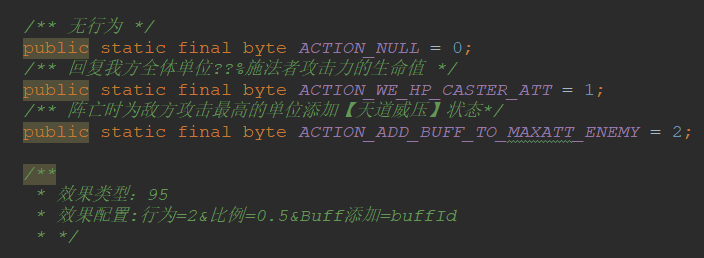 /** 无行为 */
public static final byte ACTION_NULL = 0;
/** 回复我方全体单位??%施法者攻击力的生命值 */
public static final byte ACTION_WE_HP_CASTER_ATT = 1;
/** 阵亡时为敌方攻击最高的单位添加【天道威压】状态*/
public static final byte ACTION_ADD_BUFF_TO_MAXATT_ENEMY = 2;
/**
* 效果类型：95
* 效果配置:行为=2&比例=0.5&Buff添加=buffId
* */